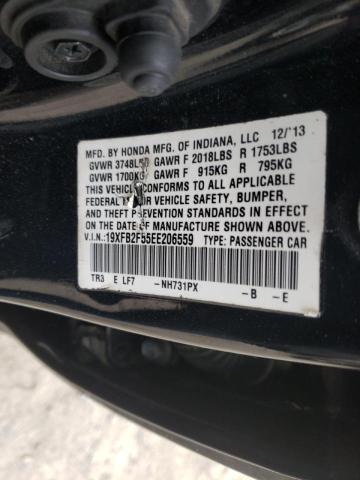 MFD. BY HONDA MFG. OF INDIANA, LLC 12/13
GVWR 3748LBS GAWR F 2018LBS R 1753LBS
GVWR 1700KG GAWR F 915KG R 795KG
THIS VEHICLE CONFORMS TO ALL APPLICABLE
FEDERAL MOTOR VEHICLE SAFETY, BUMPER,
AND THEFT PREVENTION STANDARDS IN EFFECT
ON THE DATE OF MANUFACTURE SHOWN ABOVE.
V.I.N.:19XFB2F55EE206559 TYPE: PASSENGER CAR
TR3 E LF7 -NH731PX -B -E